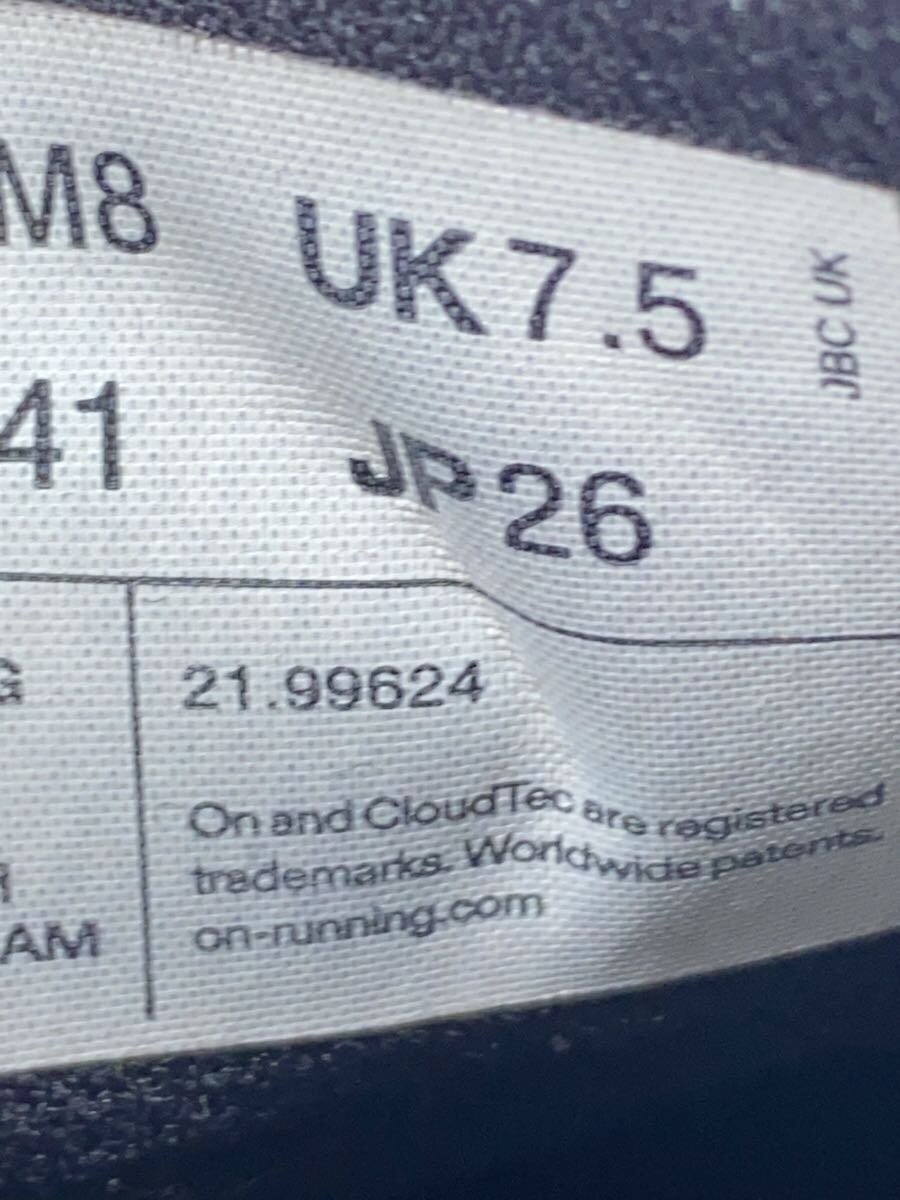 M8 UK 7.5
JBC UK
41 JP 26
G 21.99624
On and CloudTec are registered
trademarks. Worldwide patents.
on-running.com
AM